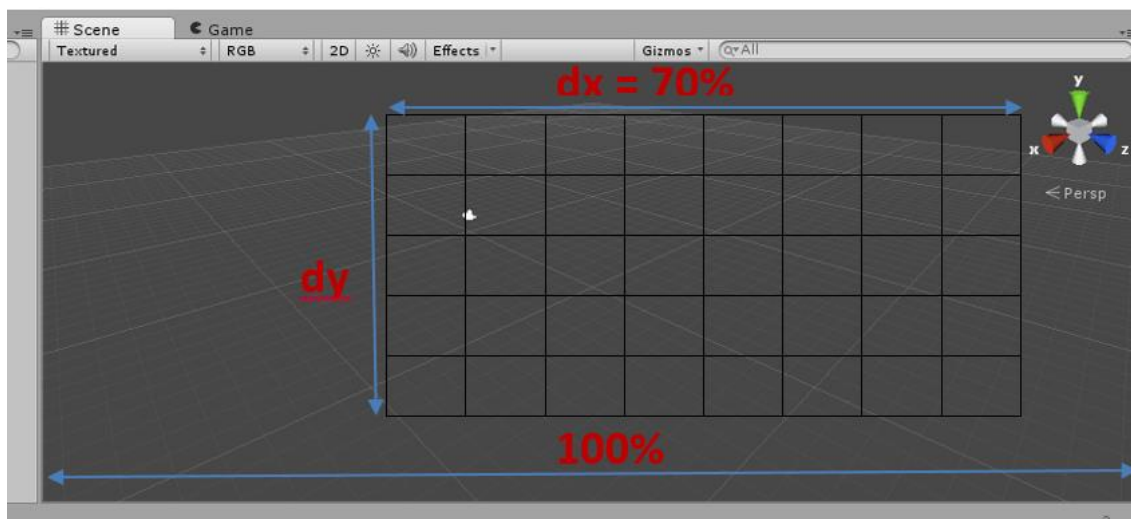 Scene Game
Textured RGB 2D Effects Gizmos All
dx = 70%
y
x z
Persp
dy
100%